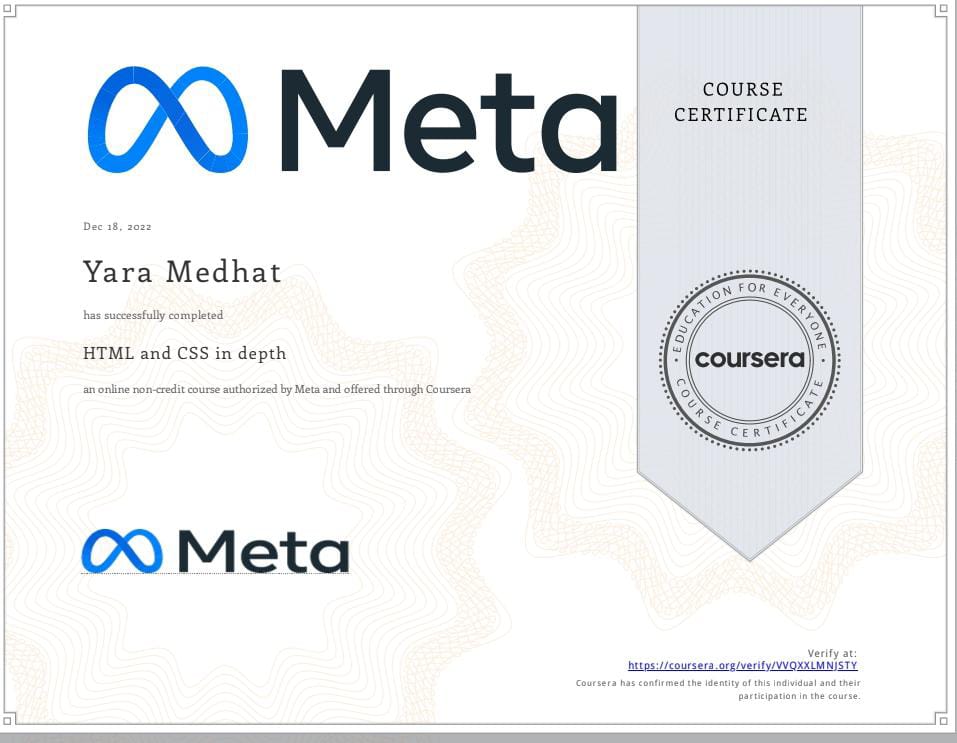 Meta
COURSE
CERTIFICATE
Dec 18, 2022
Yara Medhat
has successfully completed
HTML and CSS in depth
an online non-credit course authorized by Meta and offered through Coursera
EDUCATION FOR EVERYONE
coursera
COURSE CERTIFICATE
Meta
Verify at:
https://coursera.org/verify/VVQXXLMNJSTY
Coursera has confirmed the identity of this individual and their
participation in the course.